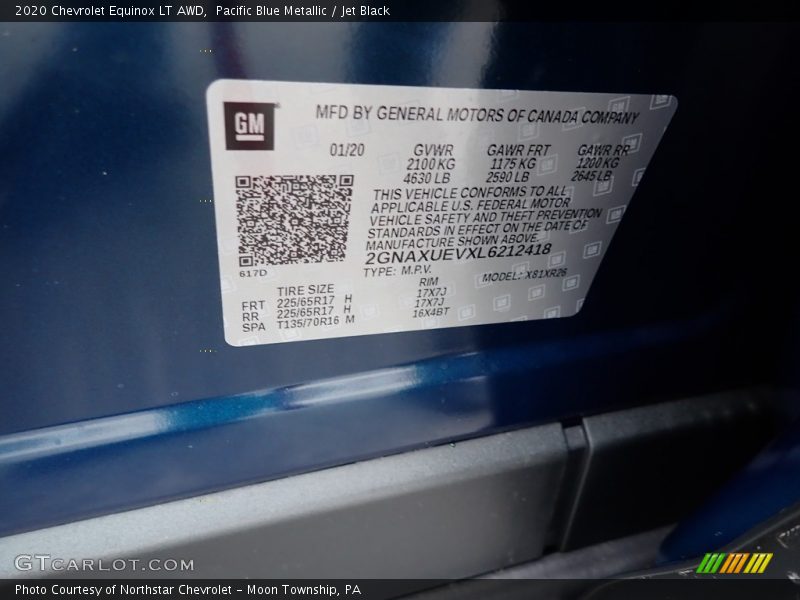 2020 Chevrolet Equinox LT AWD, Pacific Blue Metallic / Jet Black
GM
MFD BY GENERAL MOTORS OF CANADA COMPANY
01/20 GVWR GAWR FRT GAWR RR
2100 KG 1175 KG 1200 KG
4630 LB 2590 LB 2645 LB
THIS VEHICLE CONFORMS TO ALL
APPLICABLE U.S. FEDERAL MOTOR
VEHICLE SAFETY AND THEFT PREVENTION
STANDARDS IN EFFECT ON THE DATE OF
MANUFACTURE SHOWN ABOVE.
2GNAXUEVXL6212418
617D TYPE: M.P.V. MODEL: X81XR26
TIRE SIZE RIM
FRT 225/65R17 H 17X7J
RR 225/65R17 H 17X7J
SPA T135/70R16 M 16X4BT
GTCARLOT.COM
Photo Courtesy of Northstar Chevrolet - Moon Township, PA